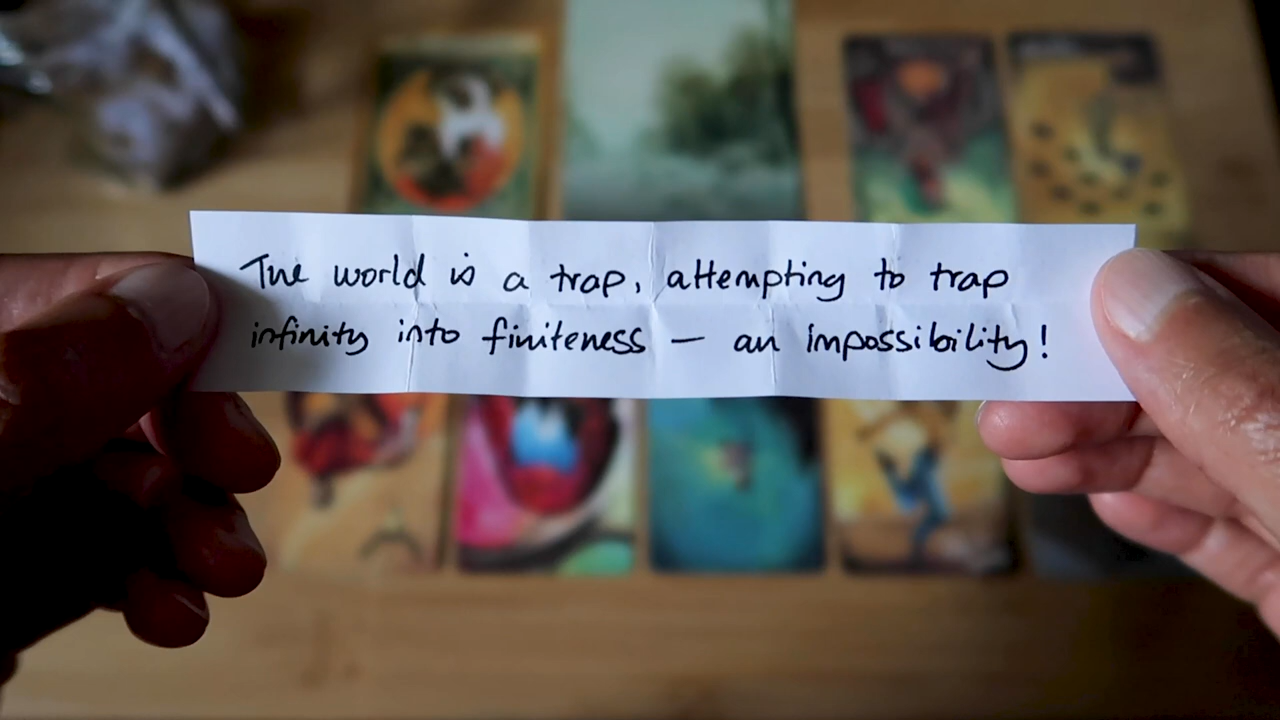 The world is a trap, attempting to trap
infinity into finiteness — an impossibility!